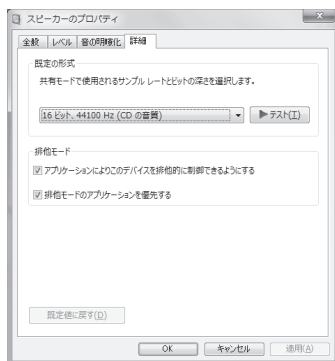 スピーカーのプロパティ
全般 レベル 音の明瞭化 詳細
既定の形式
共有モードで使用されるサンプル レートとビットの深さを選択します。
16 ビット、44100 Hz (CD の音質) テスト(T)
排他モード
アプリケーションによりこのデバイスを排他的に制御できるようにする
排他モードのアプリケーションを優先する
既定値に戻す(D)
OK キャンセル 適用(A)